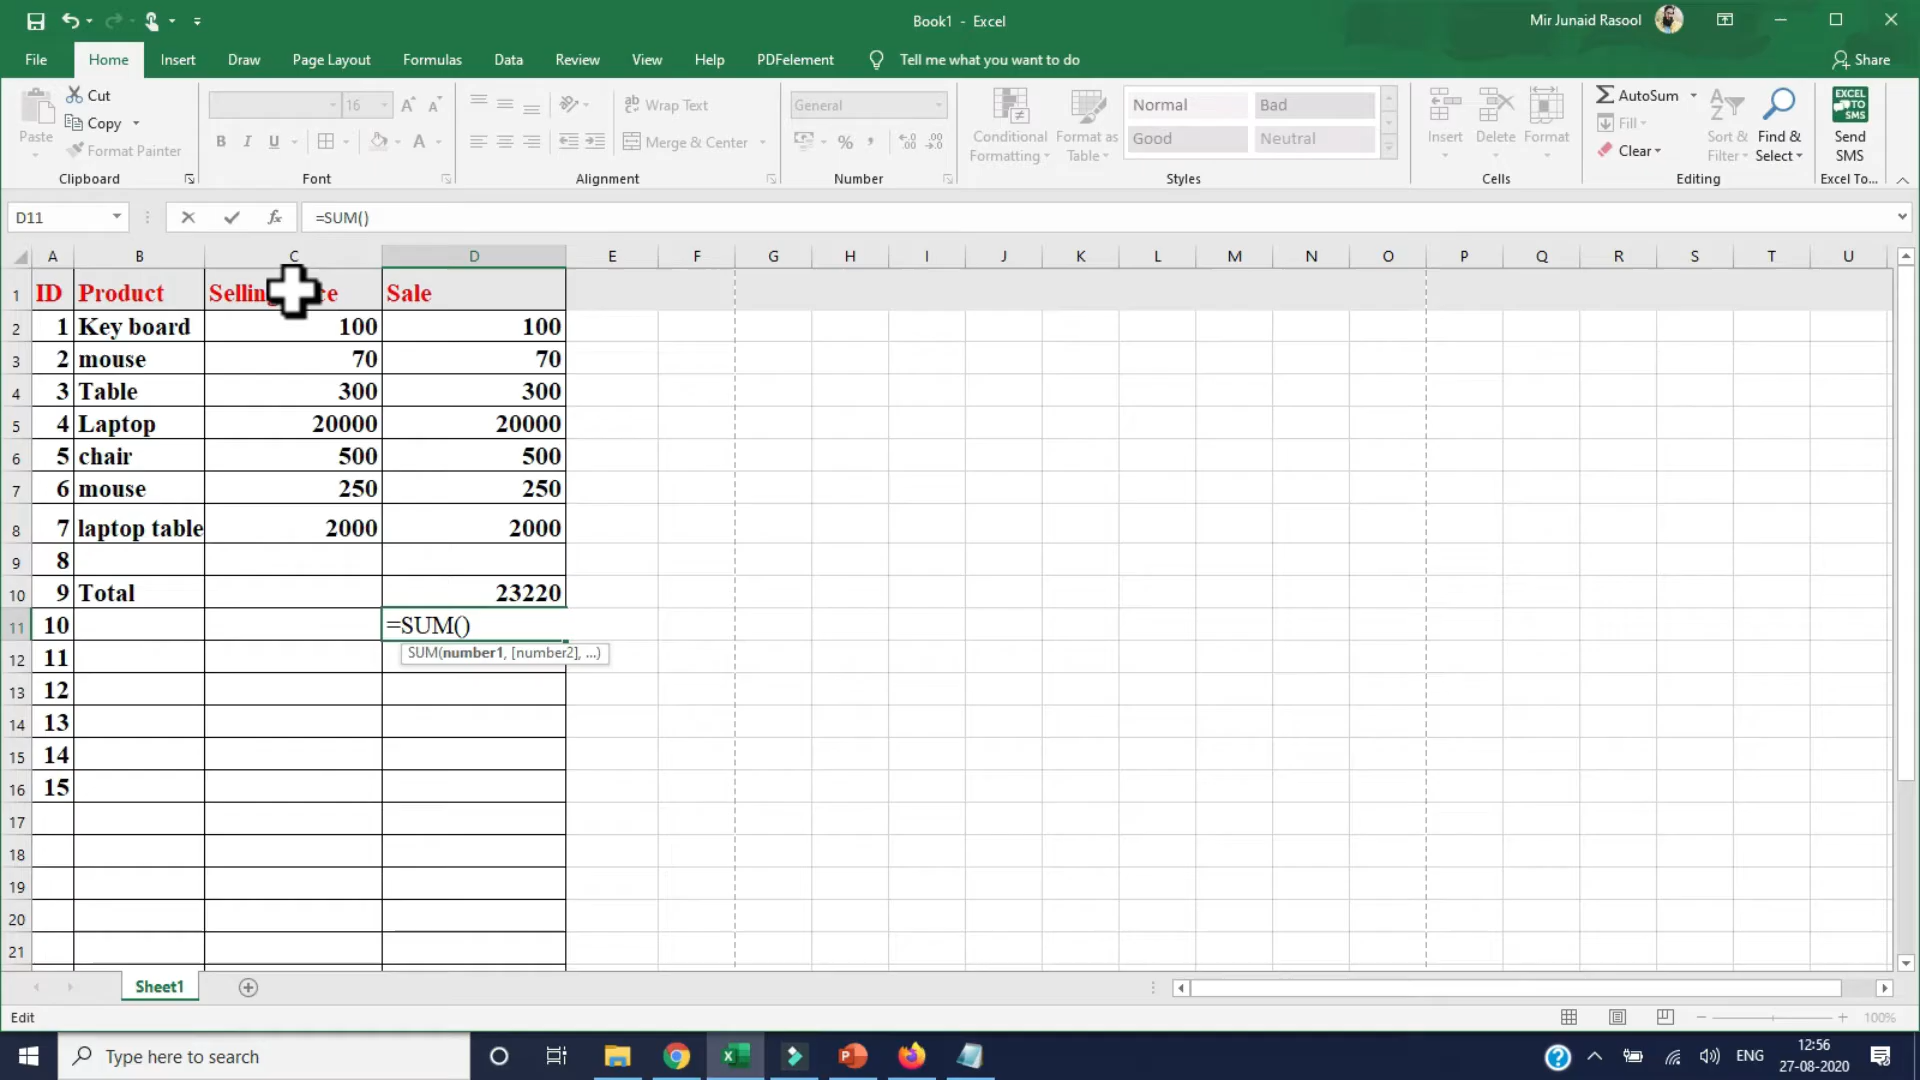 Book1 - Excel
Mir Junaid Rasool
File Home Insert Draw Page Layout Formulas Data Review View Help PDFelement Tell me what you want to do Share
Paste
Cut
Copy
Format Painter
Clipboard
16
B I U
A
Font
ab Wrap Text
Merge & Center
Alignment
General
%
Number
Conditional Formatting
Format as Table
Normal Bad
Good Neutral
Styles
Insert Delete Format
Cells
AutoSum
Fill
Clear
Sort & Filter
Find & Select
Editing
EXCEL TO SMS
Send SMS
Excel To...
D11 fx =SUM()
A B C D E F G H I J K L M N O P Q R S T U
1 ID Product Sellin ce Sale
2 1 Key board 100 100
3 2 mouse 70 70
4 3 Table 300 300
5 4 Laptop 20000 20000
6 5 chair 500 500
7 6 mouse 250 250
8 7 laptop table 2000 2000
9 8
10 9 Total 23220
11 10 =SUM()
SUM(number1, [number2], ...)
12 11
13 12
14 13
15 14
16 15
17
18
19
20
21
Sheet1
Edit 100%
Type here to search
ENG
12:56
27-08-2020